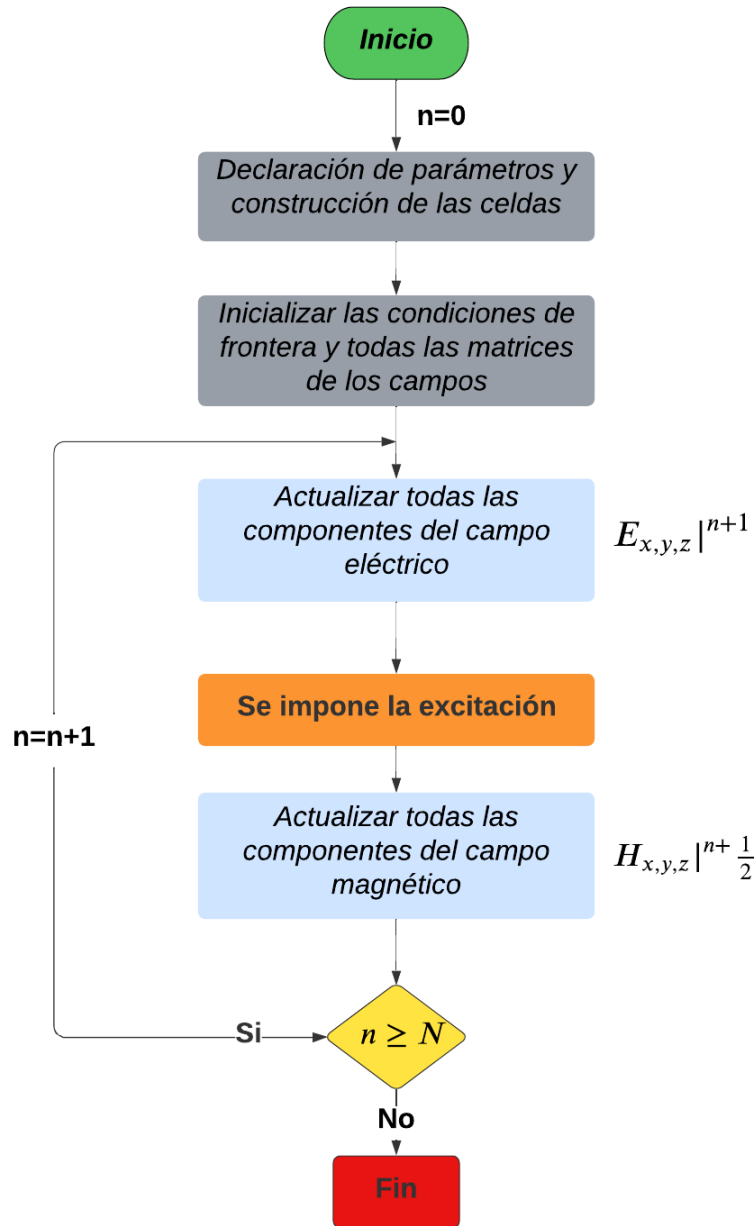 Inicio
n=0
Declaración de parámetros y
construcción de las celdas
Inicializar las condiciones de
frontera y todas las matrices
de los campos
Actualizar todas las
componentes del campo
eléctrico
E_{x,y,z}|^{n+1}
Se impone la excitación
n=n+1
Actualizar todas las
componentes del campo
magnético
H_{x,y,z}|^{n+\frac{1}{2}}
Si
n ≥ N
No
Fin